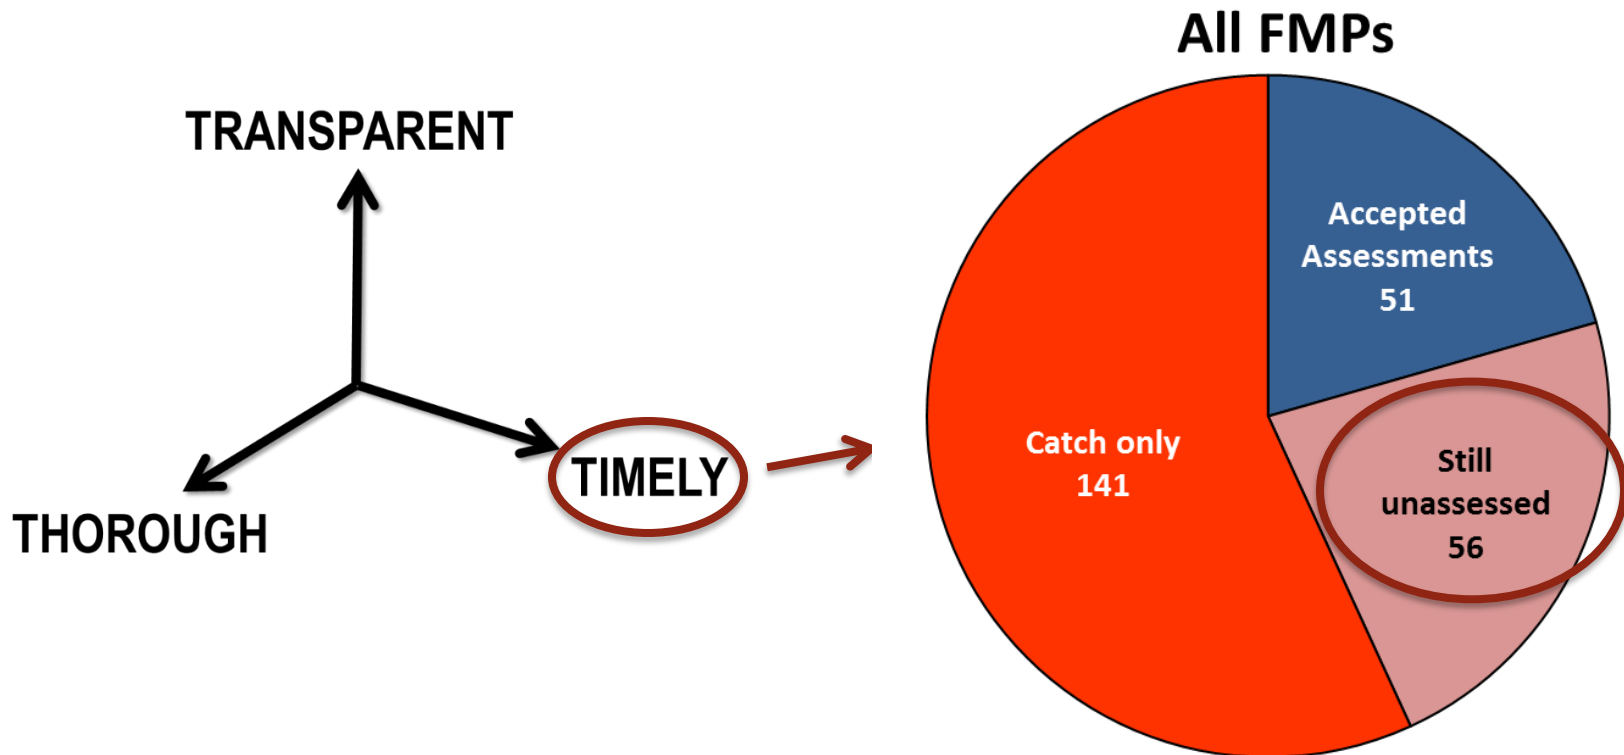 TRANSPARENT
THOROUGH
TIMELY
All FMPs
Accepted
Assessments
51
Catch only
141
Still
unassessed
56